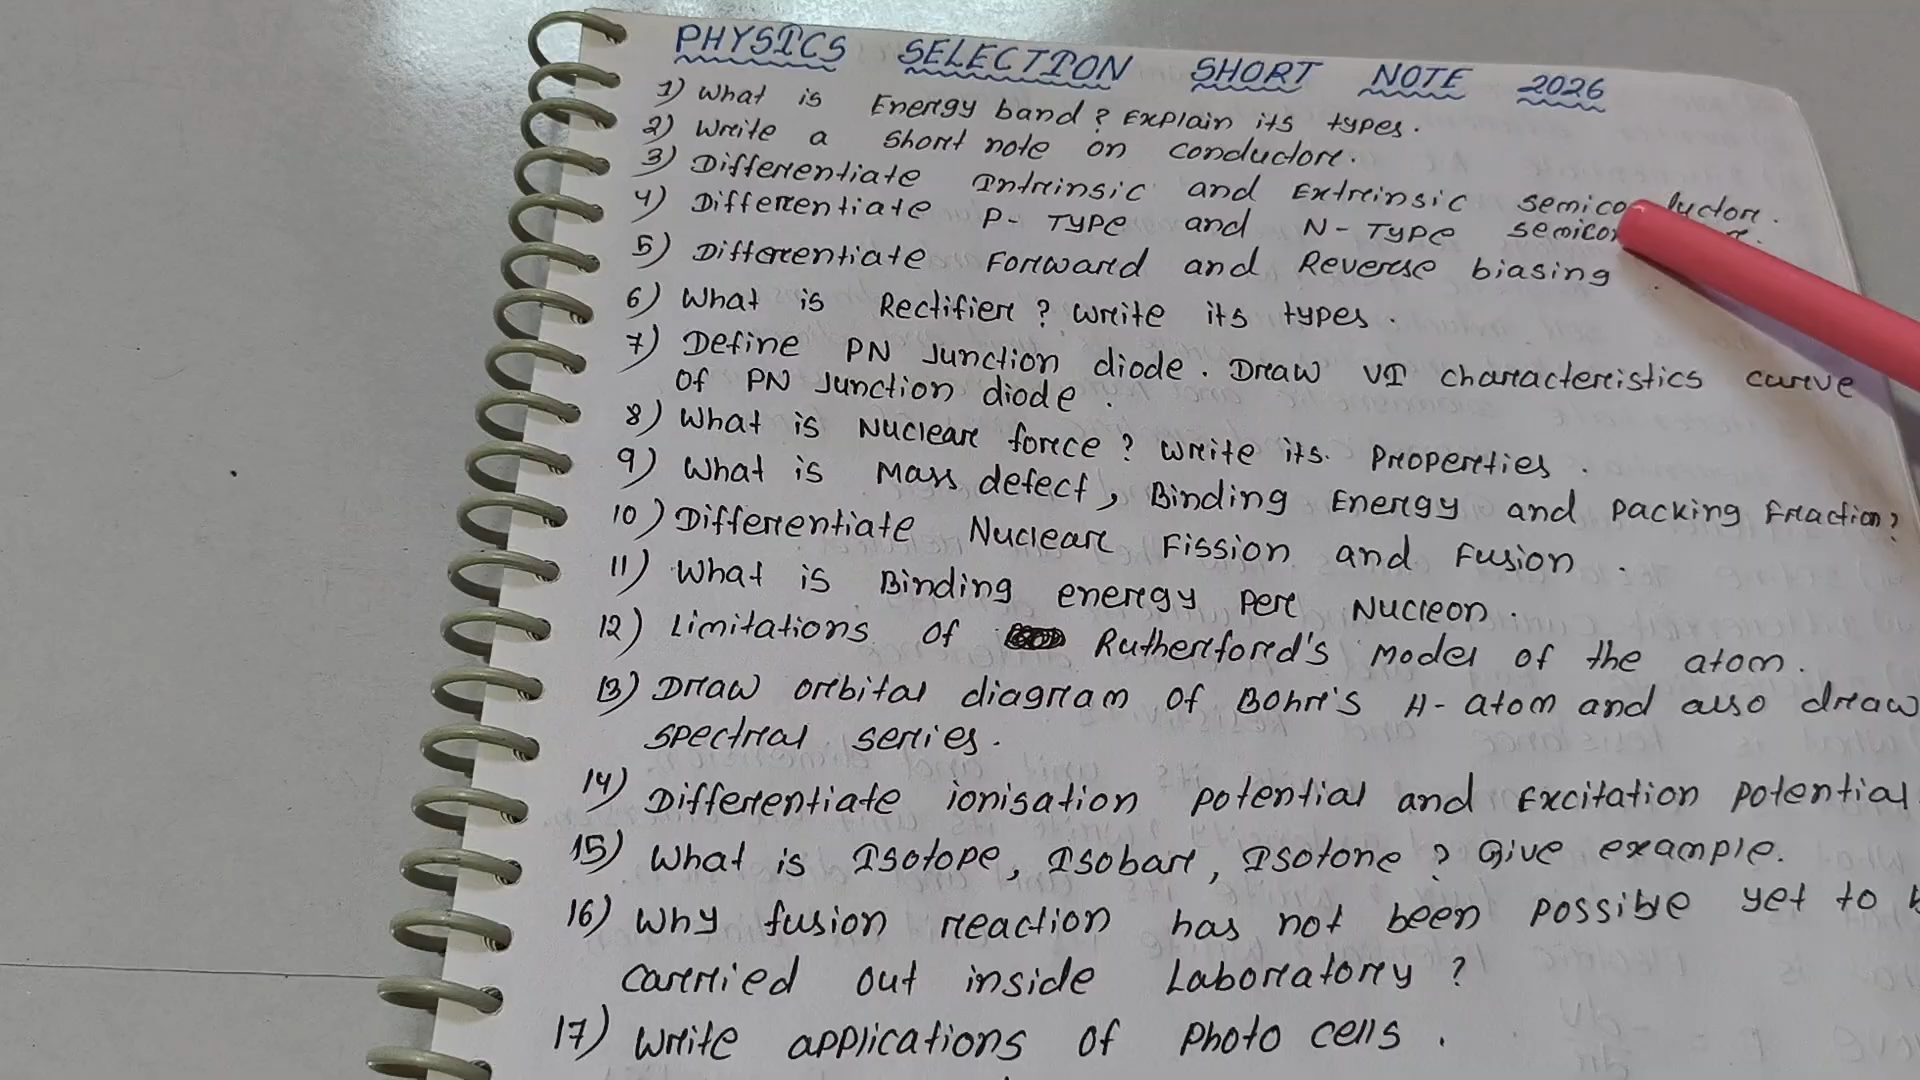 PHYSICS SELECTION SHORT NOTE 2026
1) What is Energy band? Explain its types.
2) Write a short note on conductor.
3) Differentiate Intrinsic and Extrinsic semico ductor.
4) Differentiate P- TYPE and N- TYPE semicon r.
5) Differentiate Forward and Reverse biasing
6) What is Rectifier? Write its types.
7) Define PN Junction diode. Draw VI characteristics curve
of PN Junction diode.
8) What is Nuclear force? Write its Properties.
9) What is Mass defect, Binding Energy and Packing Fraction?
10) Differentiate Nuclear Fission and Fusion.
11) What is Binding energy per Nucleon.
12) Limitations of Rutherford's Model of the atom.
13) Draw orbital diagram of Bohr's H- atom and also draw
spectral series.
14) Differentiate ionisation potential and Excitation potential
15) What is Isotope, Isobar, Isotone? Give example.
16) Why fusion reaction has not been possible yet to b
carried out inside Laboratory?
17) Write applications of Photo cells.